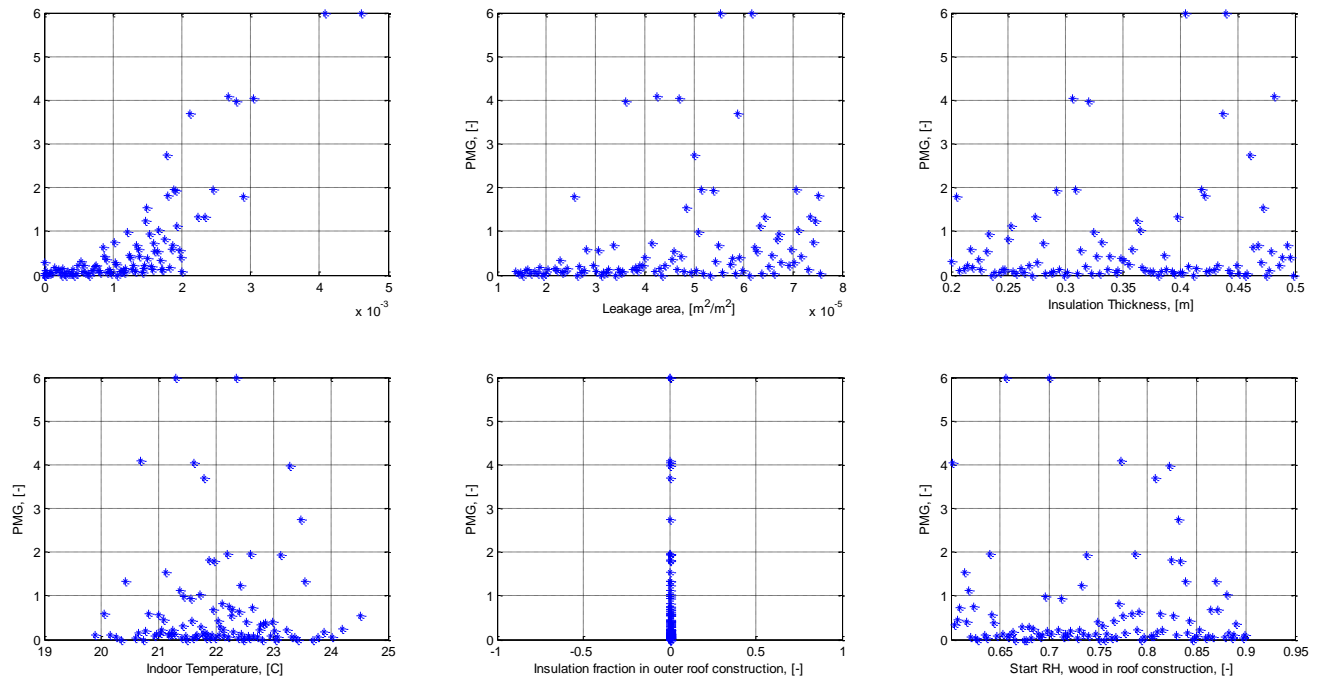 6
5
4
3
2
1
0
0 1 2 3 4 5
x 10^-3
PMG, [-]
6
5
4
3
2
1
0
1 2 3 4 5 6 7 8
x 10^-5
Leakage area, [m^2/m^2]
PMG, [-]
6
5
4
3
2
1
0
0.2 0.25 0.3 0.35 0.4 0.45 0.5
Insulation Thickness, [m]
PMG, [-]
6
5
4
3
2
1
0
19 20 21 22 23 24 25
Indoor Temperature, [C]
6
5
4
3
2
1
0
-1 -0.5 0 0.5 1
Insulation fraction in outer roof construction, [-]
PMG, [-]
6
5
4
3
2
1
0
0.65 0.7 0.75 0.8 0.85 0.9 0.95
Start RH, wood in roof construction, [-]
PMG, [-]